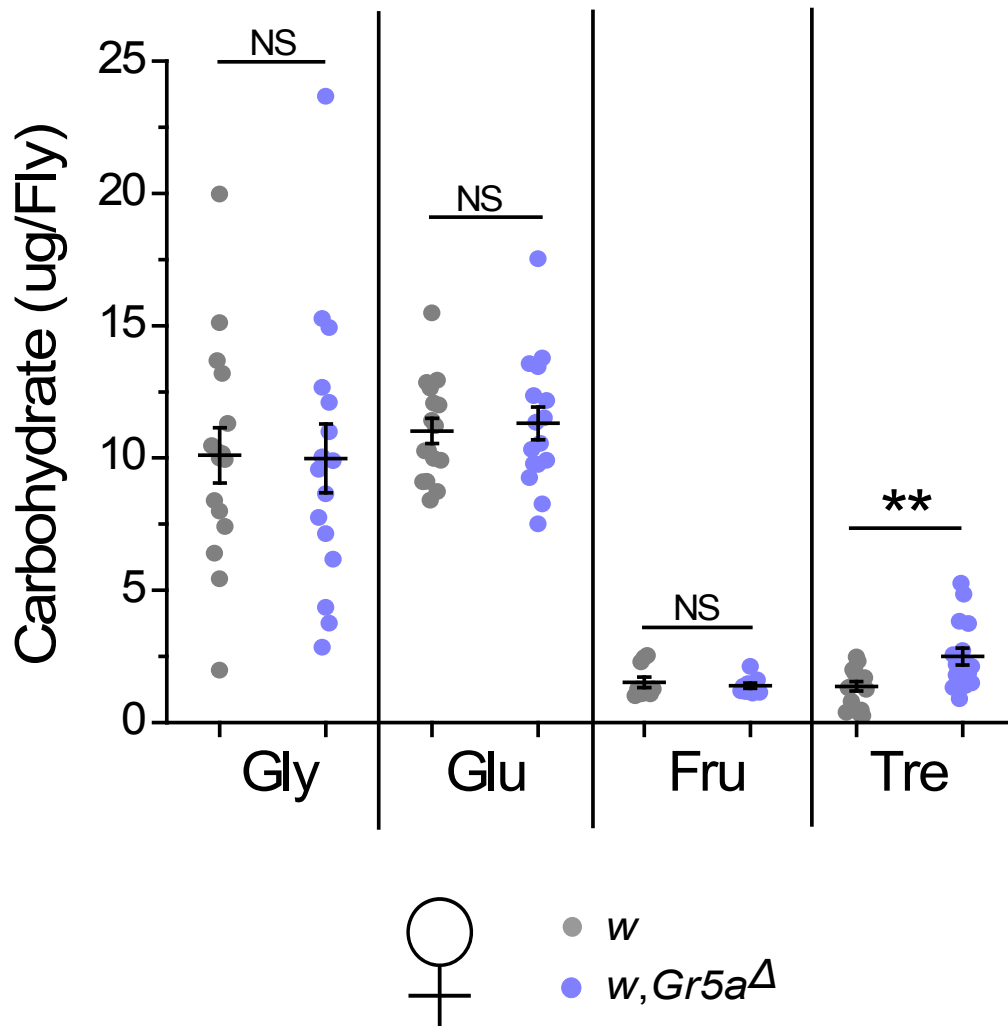 Carbohydrate (ug/Fly)
25
20
15
10
5
0
NS
NS
NS
**
Gly
Glu
Fru
Tre
w
w,Gr5aΔ